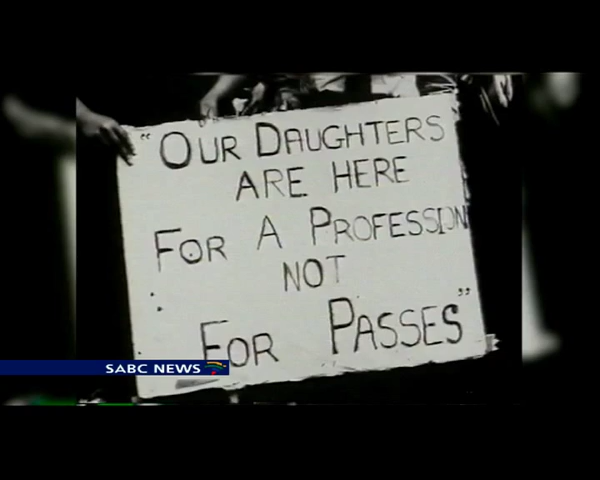 "OUR DAUGHTERS
ARE HERE
FOR A PROFESSION
NOT
FOR PASSES"
SABC NEWS